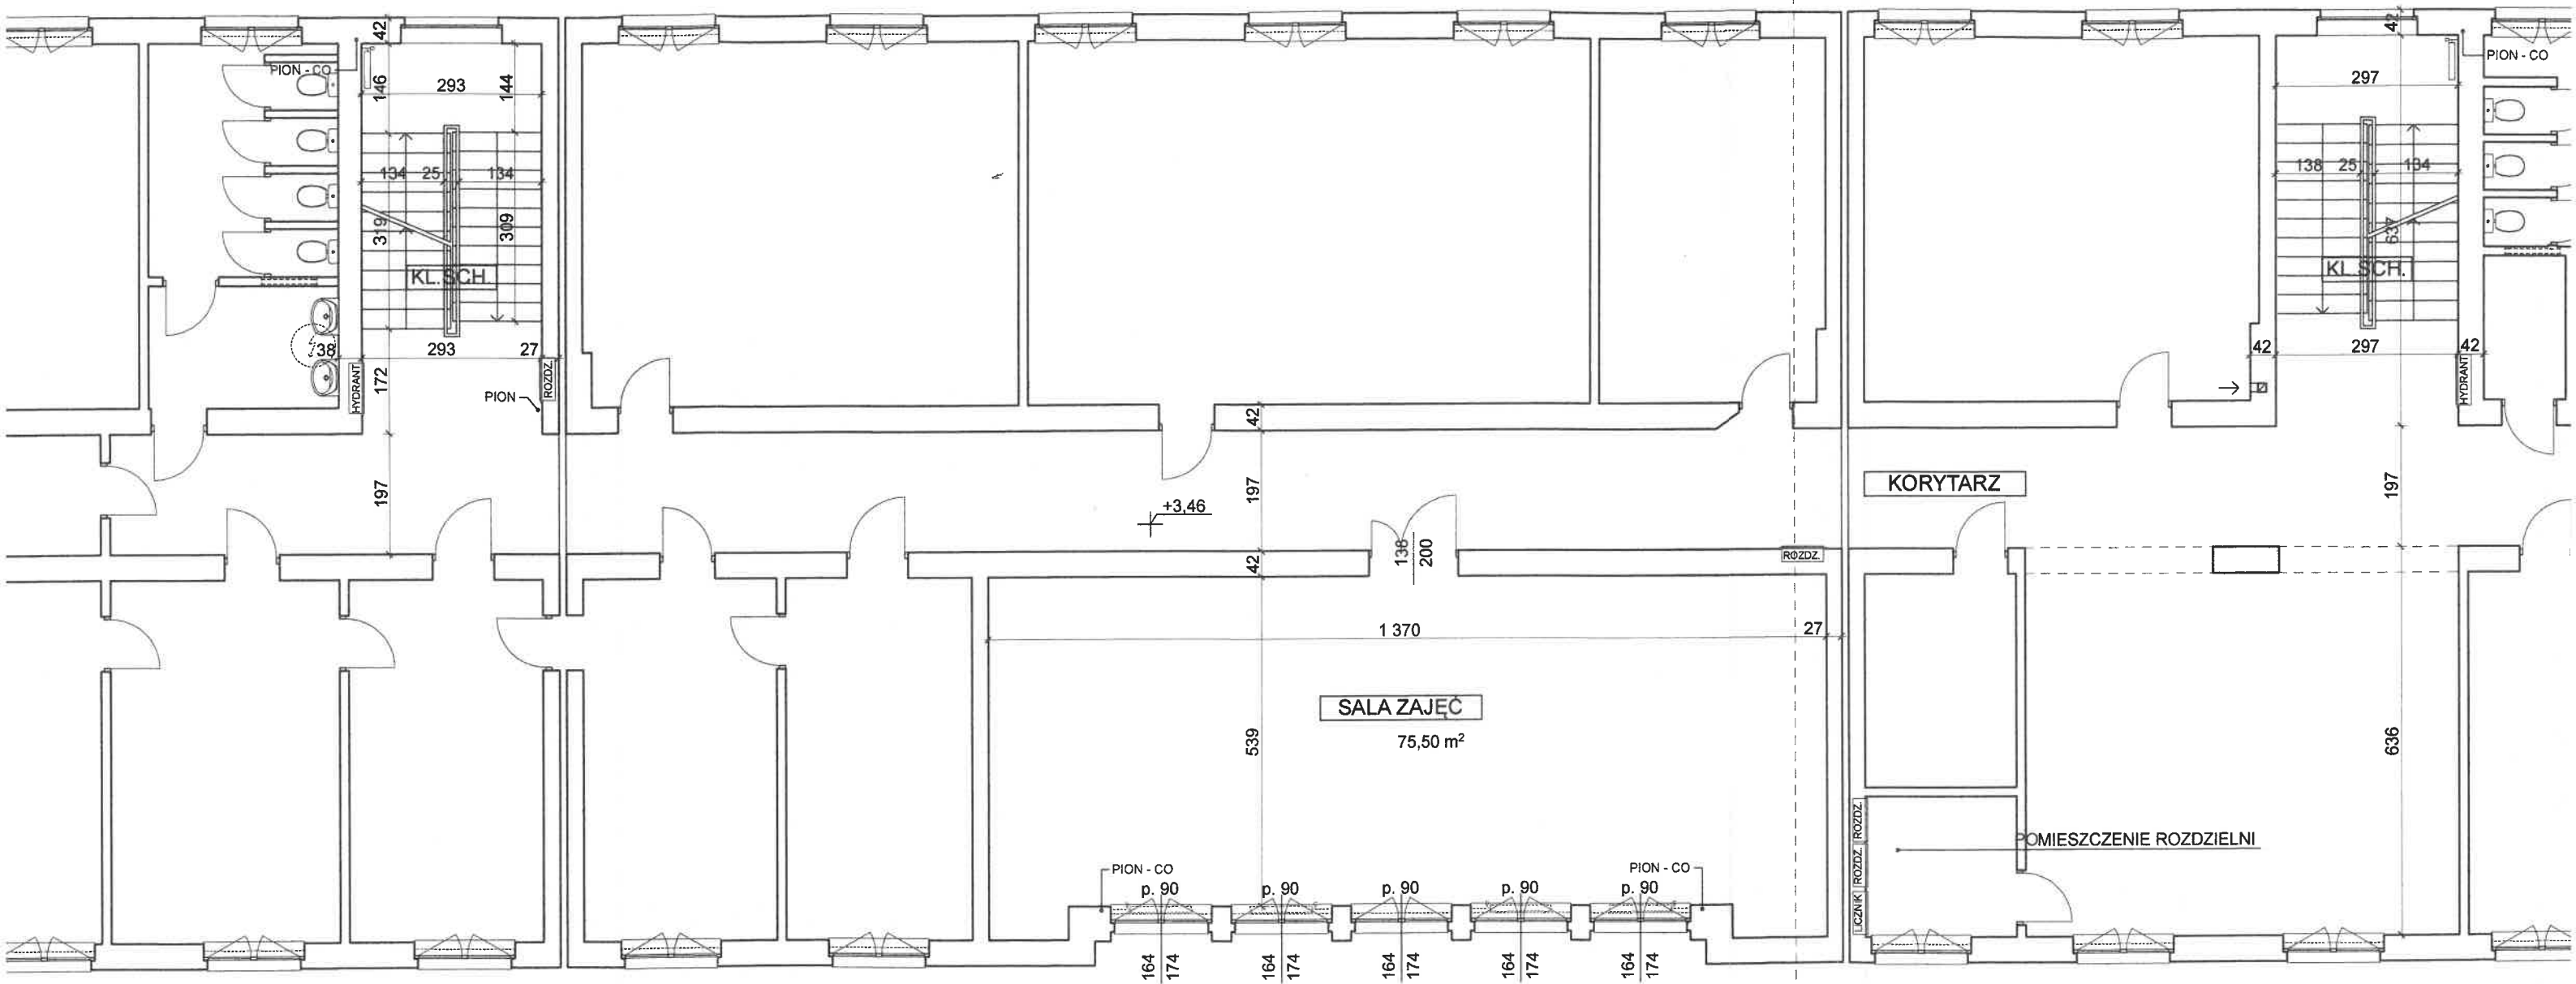 42
42
PION - CO
PION - CO
146
293
144
297
134
25
134
138
25
134
319
309
637
KL.SCH.
KL.SCH.
38
293
27
42
297
42
HYDRANT
172
ROZDZ.
HYDRANT
PION
42
197
197
KORYTARZ
197
+3,46
138
200
42
ROZDZ.
1 370
27
SALA ZAJĘĆ
75,50 m²
539
636
ROZDZ.
ROZDZ.
LICZNIK
POMIESZCZENIE ROZDZIELNI
PION - CO
PION - CO
p. 90
p. 90
p. 90
p. 90
p. 90
164
174
164
174
164
174
164
174
164
174